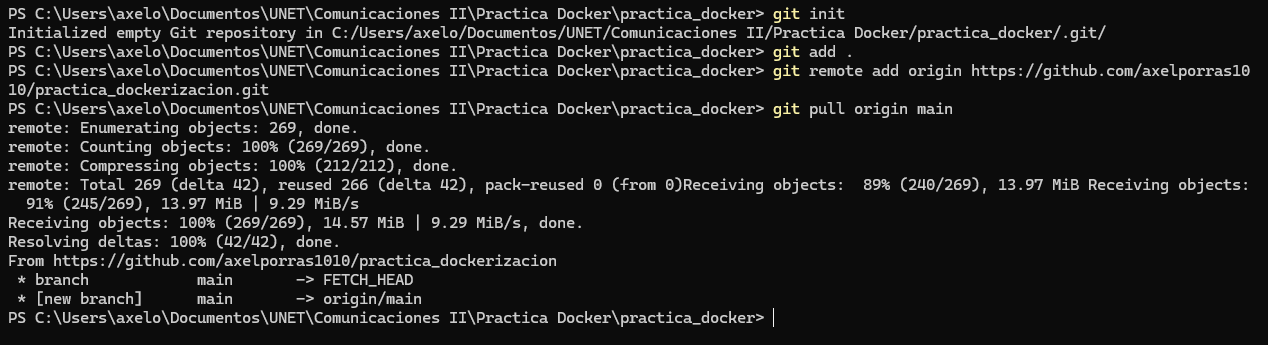 PS C:\Users\axelo\Documentos\UNET\Comunicaciones II\Practica Docker\practica_docker> git init
Initialized empty Git repository in C:/Users/axelo/Documentos/UNET/Comunicaciones II/Practica Docker/practica_docker/.git/
PS C:\Users\axelo\Documentos\UNET\Comunicaciones II\Practica Docker\practica_docker> git add .
PS C:\Users\axelo\Documentos\UNET\Comunicaciones II\Practica Docker\practica_docker> git remote add origin https://github.com/axelporras10
10/practica_dockerizacion.git
PS C:\Users\axelo\Documentos\UNET\Comunicaciones II\Practica Docker\practica_docker> git pull origin main
remote: Enumerating objects: 269, done.
remote: Counting objects: 100% (269/269), done.
remote: Compressing objects: 100% (212/212), done.
remote: Total 269 (delta 42), reused 266 (delta 42), pack-reused 0 (from 0)Receiving objects:  89% (240/269), 13.97 MiB Receiving objects:
  91% (245/269), 13.97 MiB | 9.29 MiB/s
Receiving objects: 100% (269/269), 14.57 MiB | 9.29 MiB/s, done.
Resolving deltas: 100% (42/42), done.
From https://github.com/axelporras1010/practica_dockerizacion
 * branch            main       -> FETCH_HEAD
 * [new branch]      main       -> origin/main
PS C:\Users\axelo\Documentos\UNET\Comunicaciones II\Practica Docker\practica_docker>